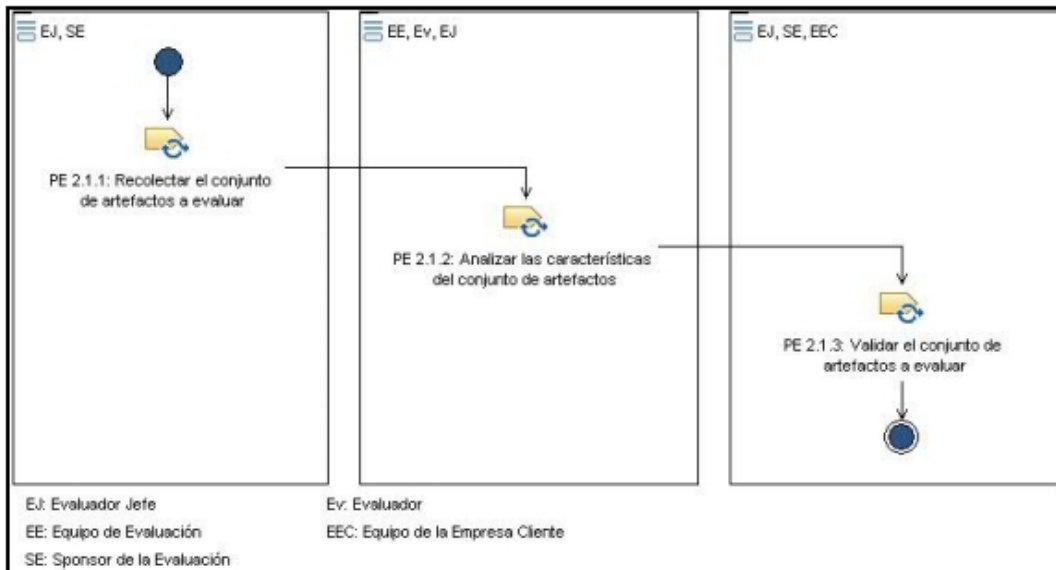 EJ, SE
EE, Ev, EJ
EJ, SE, EEC
PE 2.1.1: Recolectar el conjunto
de artefactos a evaluar
PE 2.1.2: Analizar las características
del conjunto de artefactos
PE 2.1.3: Validar el conjunto de
artefactos a evaluar
EJ: Evaluador Jefe
Ev: Evaluador
EE: Equipo de Evaluación
EEC: Equipo de la Empresa Cliente
SE: Sponsor de la Evaluación